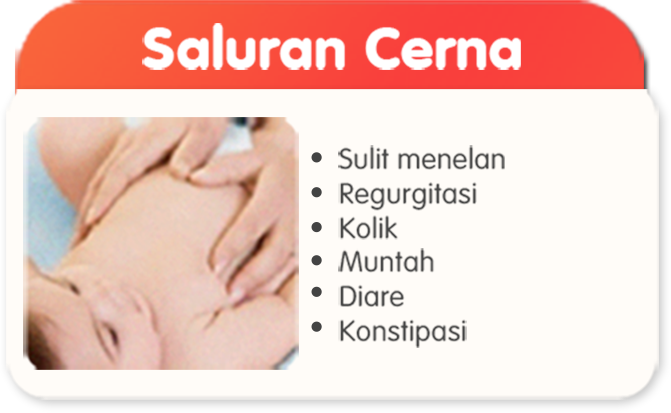 Saluran Cerna
• Sulit menelan
• Regurgitasi
• Kolik
• Muntah
• Diare
• Konstipasi